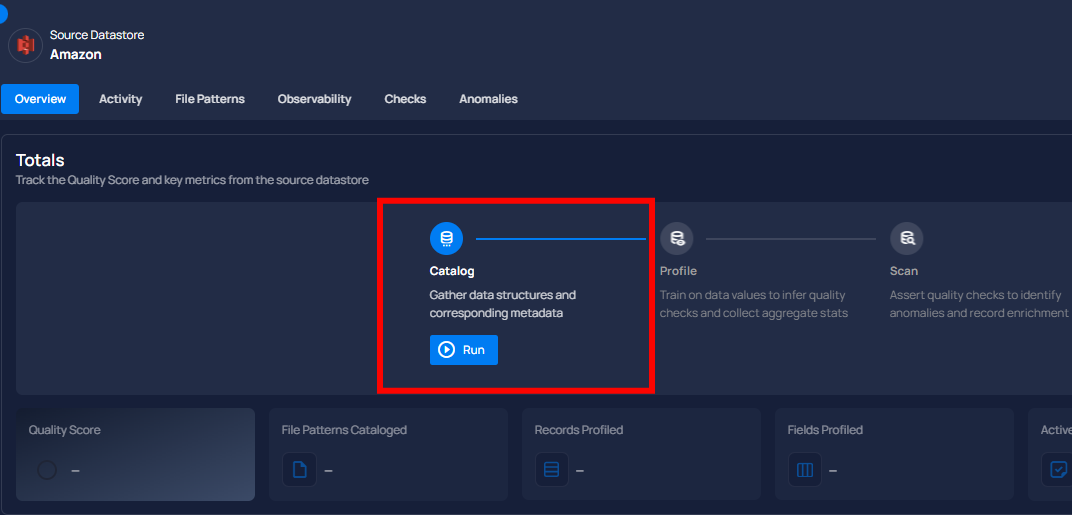 Source Datastore
Amazon
Overview Activity File Patterns Observability Checks Anomalies
Totals
Track the Quality Score and key metrics from the source datastore
Catalog
Gather data structures and
corresponding metadata
Run
Profile
Train on data values to infer quality
checks and collect aggregate stats
Scan
Assert quality checks to identify
anomalies and record enrichment
Quality Score
–
File Patterns Cataloged
–
Records Profiled
–
Fields Profiled
–
Active